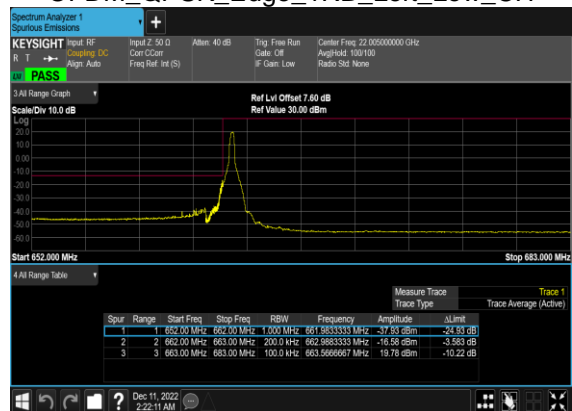 Spectrum Analyzer 1
Spurious Emissions
+
KEYSIGHT Input: RF Input Z: 50 Ω Atten: 40 dB Trig: Free Run Center Freq: 22.005000000 GHz
R T Coupling: DC Corr CCorr Gate: Off Avg|Hold: 100/100
Align: Auto Freq Ref: Int (S) IF Gain: Low Radio Std: None
PASS
3 All Range Graph
Ref Lvl Offset 7.60 dB
Scale/Div 10.0 dB Ref Value 30.00 dBm
Log
20.0
10.0
0.00
-10.0
-20.0
-30.0
-40.0
-50.0
-60.0
Start 652.000 MHz Stop 683.000 MHz
4 All Range Table
Measure Trace Trace 1
Trace Type Trace Average (Active)
Spur Range Start Freq Stop Freq RBW Frequency Amplitude ΔLimit
1 1 652.00 MHz 662.00 MHz 1.000 MHz 661.9833333 MHz -37.93 dBm -24.93 dB
2 2 662.00 MHz 663.00 MHz 200.0 kHz 662.9883333 MHz -16.58 dBm -3.583 dB
3 3 663.00 MHz 683.00 MHz 100.0 kHz 663.5666667 MHz 19.78 dBm -10.22 dB
? Dec 11, 2022
2:22:11 AM